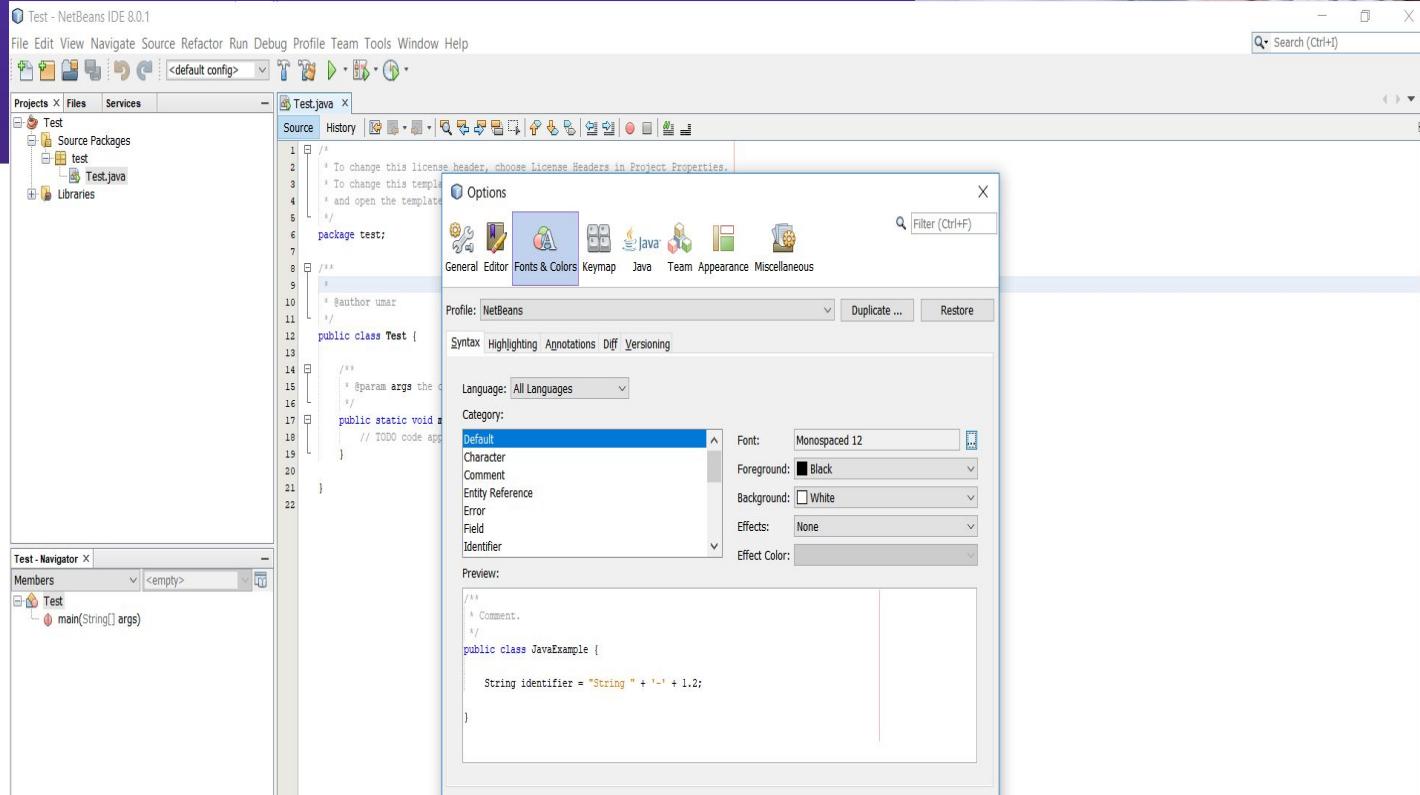 Test - NetBeans IDE 8.0.1
File Edit View Navigate Source Refactor Run Debug Profile Team Tools Window Help
Search (Ctrl+I)
<default config>
Projects Files Services
Test
Source Packages
test
Test.java
Libraries
Test.java
Source History
1 /*
2 * To change this license header, choose License Headers in Project Properties.
3 * To change this templa
4 * and open the template
5 */
6 package test;
7
8 /**
9 *
10 * @author umar
11 */
12 public class Test {
13
14 /**
15 * @param args the c
16 */
17 public static void m
18 // TODO code app
19 }
20
21 }
22
Test - Navigator
Members <empty>
Test
main(String[] args)
Options
Filter (Ctrl+F)
General Editor Fonts & Colors Keymap Java Team Appearance Miscellaneous
Profile: NetBeans Duplicate ... Restore
Syntax Highlighting Annotations Diff Versioning
Language: All Languages
Category:
Default
Character
Comment
Entity Reference
Error
Field
Identifier
Font: Monospaced 12 ...
Foreground: Black
Background: White
Effects: None
Effect Color:
Preview:
/**
* Comment.
*/
public class JavaExample {
String identifier = "String " + '-' + 1.2;
}